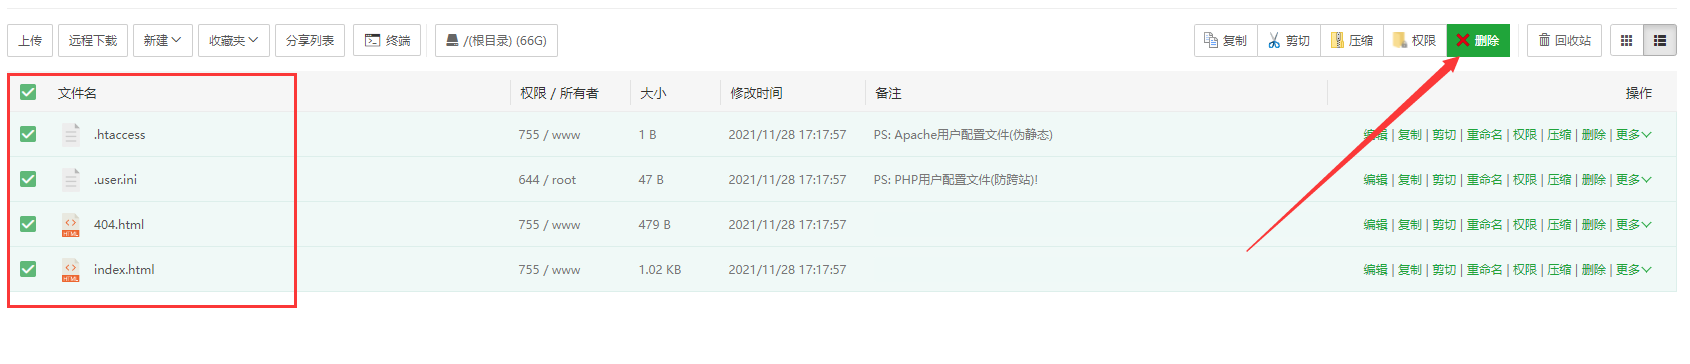 上传 远程下载 新建 收藏夹 分享列表 终端 /(根目录) (66G) 复制 剪切 压缩 权限 删除 回收站
文件名 权限 / 所有者 大小 修改时间 备注 操作
.htaccess 755 / www 1 B 2021/11/28 17:17:57 PS: Apache用户配置文件(伪静态) 编辑 | 复制 | 剪切 | 重命名 | 权限 | 压缩 | 删除 | 更多
.user.ini 644 / root 47 B 2021/11/28 17:17:57 PS: PHP用户配置文件(防跨站)! 编辑 | 复制 | 剪切 | 重命名 | 权限 | 压缩 | 删除 | 更多
HTML 404.html 755 / www 479 B 2021/11/28 17:17:57 编辑 | 复制 | 剪切 | 重命名 | 权限 | 压缩 | 删除 | 更多
HTML index.html 755 / www 1.02 KB 2021/11/28 17:17:57 编辑 | 复制 | 剪切 | 重命名 | 权限 | 压缩 | 删除 | 更多